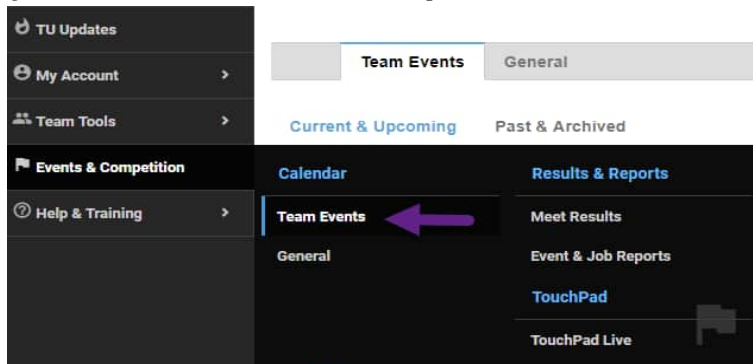 TU Updates
My Account
Team Tools
Events & Competition
Help & Training
Team Events General
Current & Upcoming Past & Archived
Calendar
Team Events
General
Results & Reports
Meet Results
Event & Job Reports
TouchPad
TouchPad Live